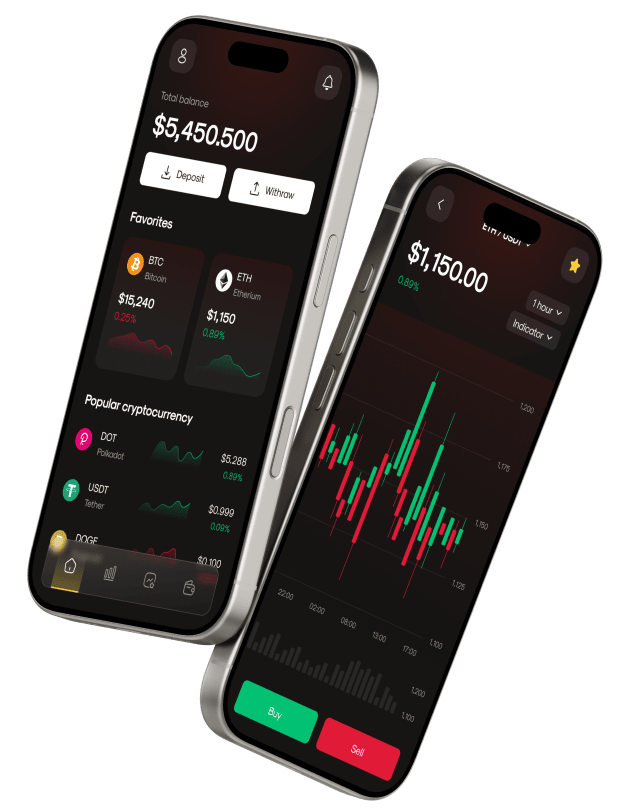 Total balance
$5,450.500
Deposit
Withraw
Favorites
BTC
Bitcoin
$15,240
0.25%
ETH
Etherium
$1,150
0.89%
Popular cryptocurrency
DOT
Polkadot
$5.288
0.89%
USDT
Tether
$0.999
0.09%
DOGE
$0.100
ETH / USDT
$1,150.00
0.89%
1 hour
Indicator
1,200
1,175
1,150
1,125
1,100
22:00
02:00
08:00
13:00
17:00
1,200
1,100
Buy
Sell